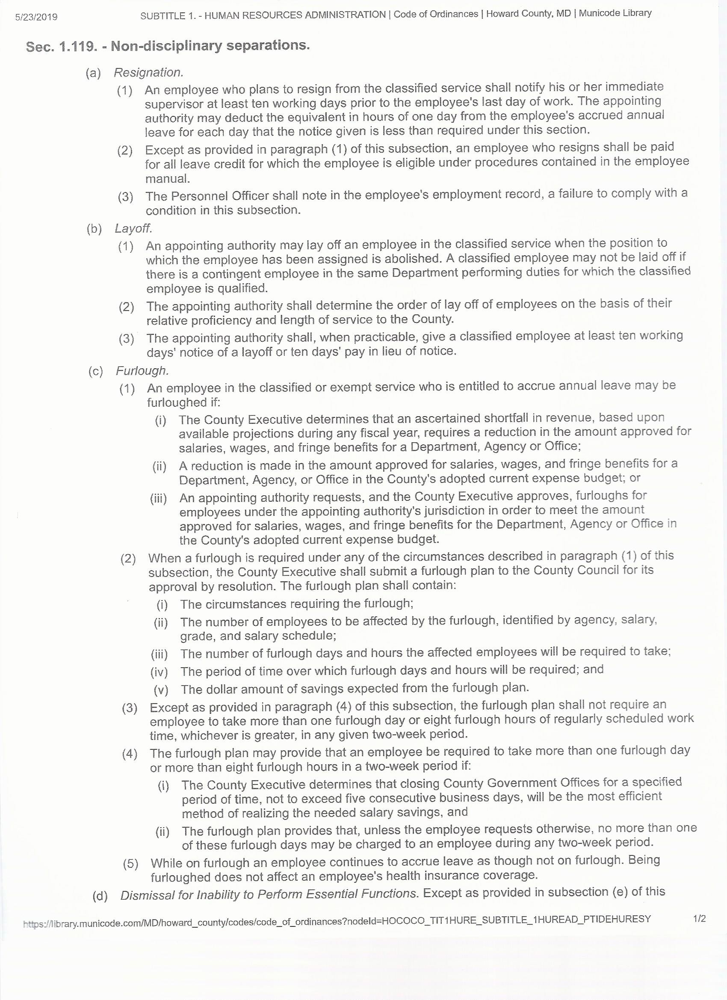 5/23/2019 SUBTITLE 1. - HUMAN RESOURCES ADMINISTRATION | Code of Ordinances | Howard County, MD | Municode Library
Sec. 1.119. - Non-disciplinary separations.
(a) Resignation.
(1) An employee who plans to resign from the classified service shall notify his or her immediate
supervisor at least ten working days prior to the employee's last day of work. The appointing
authority may deduct the equivalent in hours of one day from the employee's accrued annual
leave for each day that the notice given is less than required under this section.
(2) Except as provided in paragraph (1) of this subsection, an employee who resigns shall be paid
for all leave credit for which the employee is eligible under procedures contained in the employee
manual.
(3) The Personnel Officer shall note in the employee's employment record, a failure to comply with a
condition in this subsection.
(b) Layoff.
(1) An appointing authority may lay off an employee in the classified service when the position to
which the employee has been assigned is abolished. A classified employee may not be laid off if
there is a contingent employee in the same Department performing duties for which the classified
employee is qualified.
(2) The appointing authority shall determine the order of lay off of employees on the basis of their
relative proficiency and length of service to the County.
(3) The appointing authority shall, when practicable, give a classified employee at least ten working
days' notice of a layoff or ten days' pay in lieu of notice.
(c) Furlough.
(1) An employee in the classified or exempt service who is entitled to accrue annual leave may be
furloughed if:
(i) The County Executive determines that an ascertained shortfall in revenue, based upon
available projections during any fiscal year, requires a reduction in the amount approved for
salaries, wages, and fringe benefits for a Department, Agency or Office;
(ii) A reduction is made in the amount approved for salaries, wages, and fringe benefits for a
Department, Agency, or Office in the County's adopted current expense budget; or
(iii) An appointing authority requests, and the County Executive approves, furloughs for
employees under the appointing authority's jurisdiction in order to meet the amount
approved for salaries, wages, and fringe benefits for the Department, Agency or Office in
the County's adopted current expense budget.
(2) When a furlough is required under any of the circumstances described in paragraph (1) of this
subsection, the County Executive shall submit a furlough plan to the County Council for its
approval by resolution. The furlough plan shall contain:
(i) The circumstances requiring the furlough;
(ii) The number of employees to be affected by the furlough, identified by agency, salary,
grade, and salary schedule;
(iii) The number of furlough days and hours the affected employees will be required to take;
(iv) The period of time over which furlough days and hours will be required; and
(v) The dollar amount of savings expected from the furlough plan.
(3) Except as provided in paragraph (4) of this subsection, the furlough plan shall not require an
employee to take more than one furlough day or eight furlough hours of regularly scheduled work
time, whichever is greater, in any given two-week period.
(4) The furlough plan may provide that an employee be required to take more than one furlough day
or more than eight furlough hours in a two-week period if:
(i) The County Executive determines that closing County Government Offices for a specified
period of time, not to exceed five consecutive business days, will be the most efficient
method of realizing the needed salary savings, and
(ii) The furlough plan provides that, unless the employee requests otherwise, no more than one
of these furlough days may be charged to an employee during any two-week period.
(5) While on furlough an employee continues to accrue leave as though not on furlough. Being
furloughed does not affect an employee's health insurance coverage.
(d) Dismissal for Inability to Perform Essential Functions. Except as provided in subsection (e) of this
https://library.municode.com/MD/howard_county/codes/code_of_ordinances?nodeId=HOCOCO_TIT1HURE_SUBTITLE_1HUREAD_PTIDEHURESY 1/2